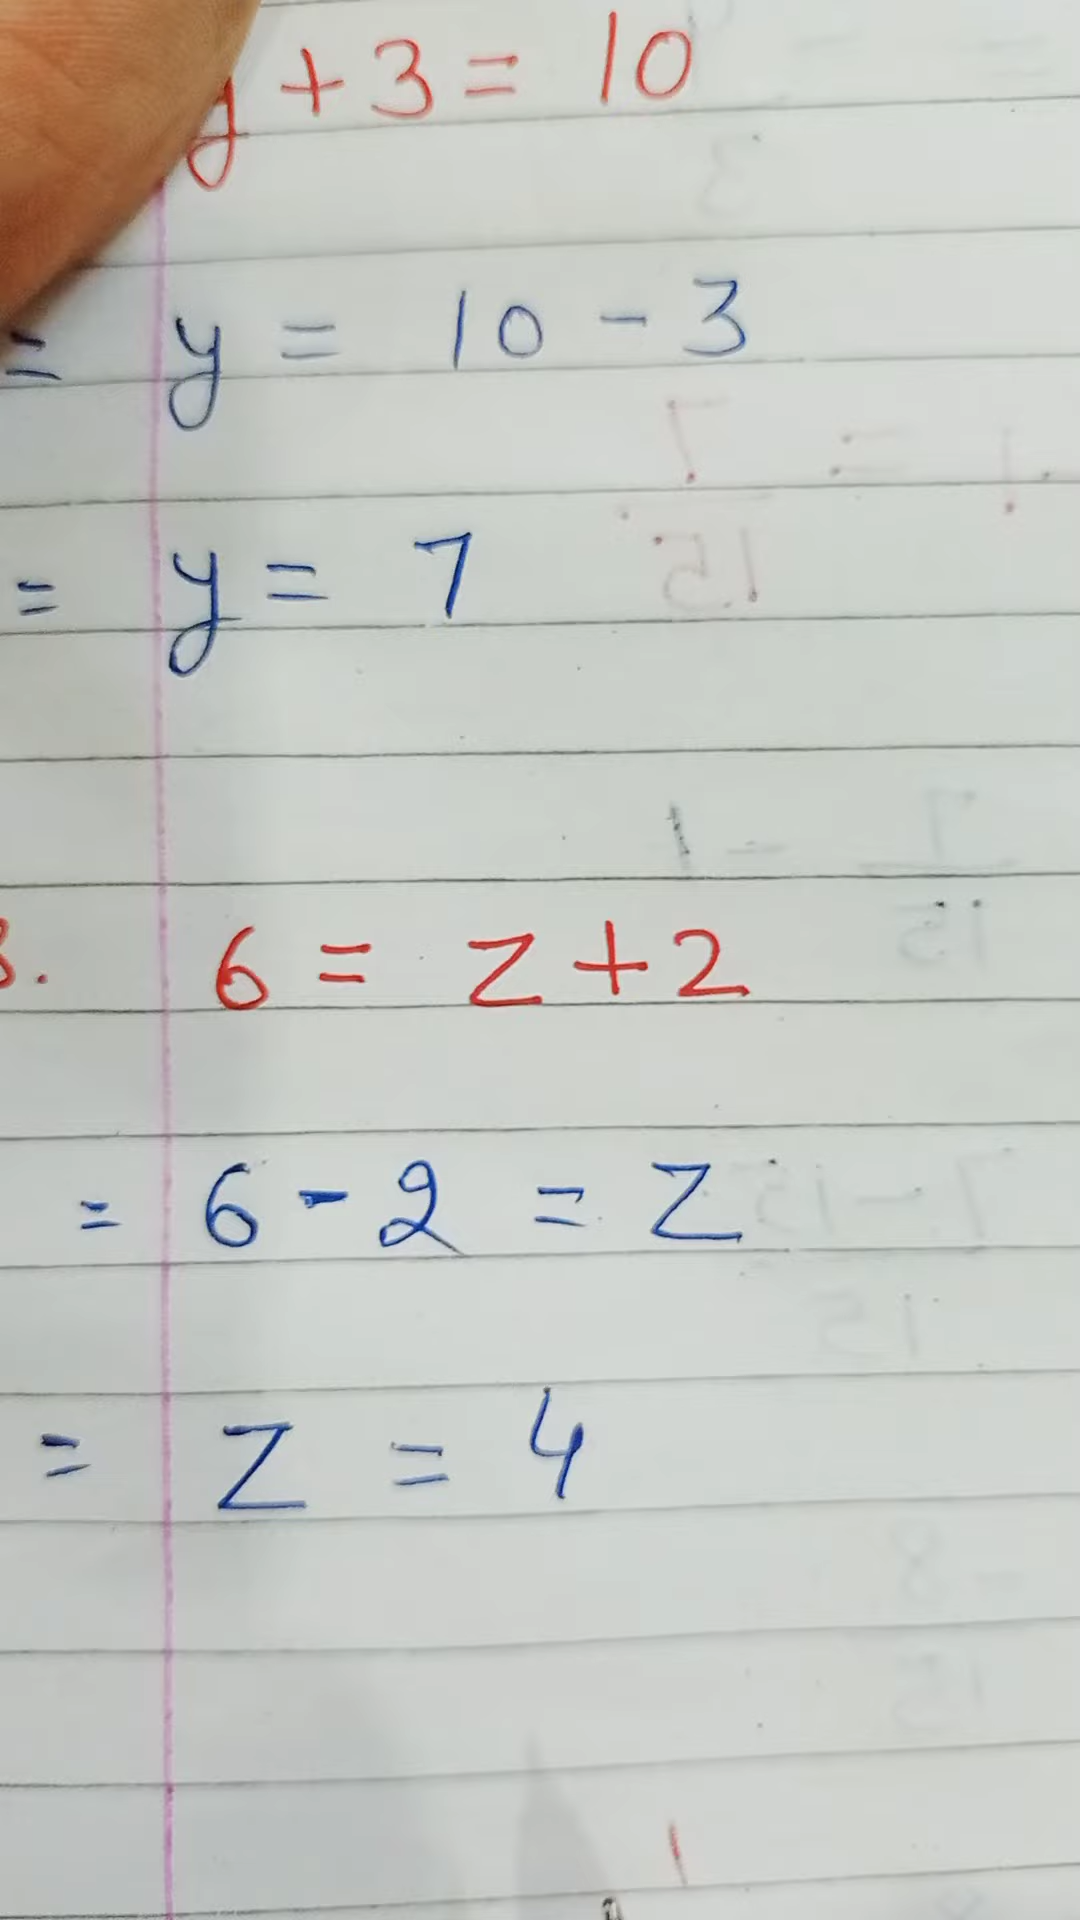 y + 3 = 10
= y = 10 - 3
= y = 7
3. 6 = z + 2
= 6 - 2 = z
= z = 4